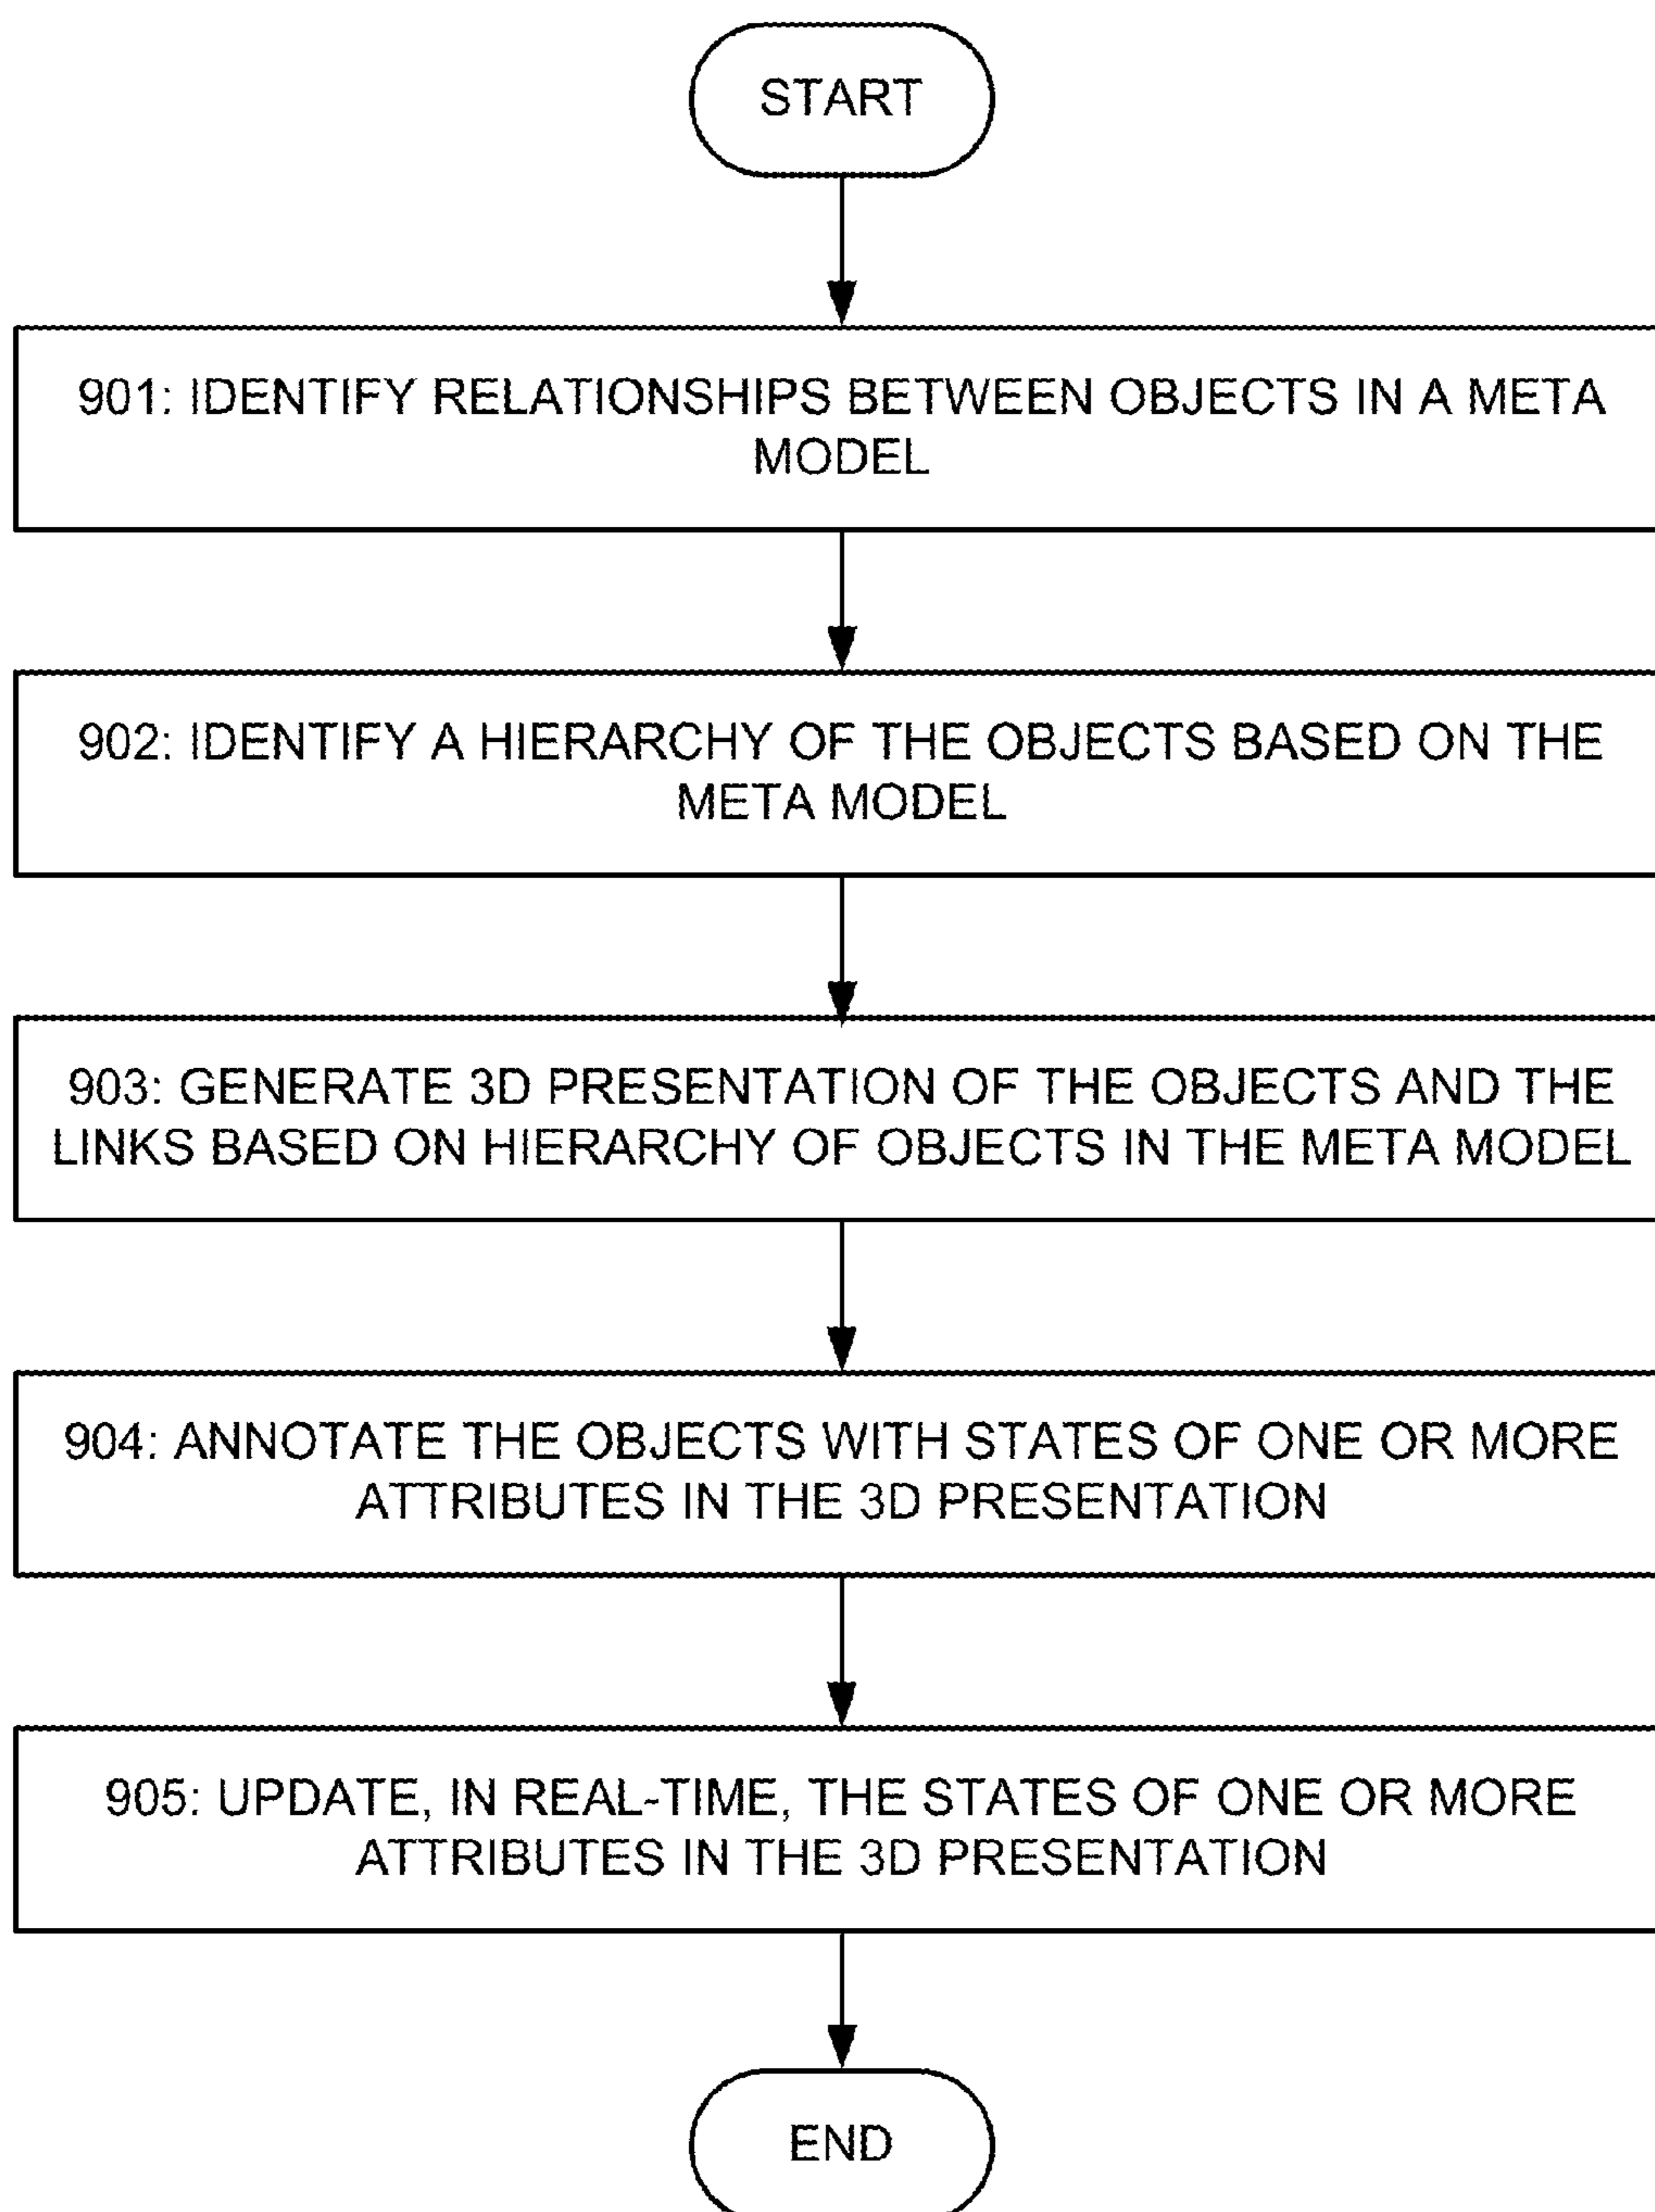 START
901: IDENTIFY RELATIONSHIPS BETWEEN OBJECTS IN A META
MODEL
902: IDENTIFY A HIERARCHY OF THE OBJECTS BASED ON THE
META MODEL
903: GENERATE 3D PRESENTATION OF THE OBJECTS AND THE
LINKS BASED ON HIERARCHY OF OBJECTS IN THE META MODEL
904: ANNOTATE THE OBJECTS WITH STATES OF ONE OR MORE
ATTRIBUTES IN THE 3D PRESENTATION
905: UPDATE, IN REAL-TIME, THE STATES OF ONE OR MORE
ATTRIBUTES IN THE 3D PRESENTATION
END